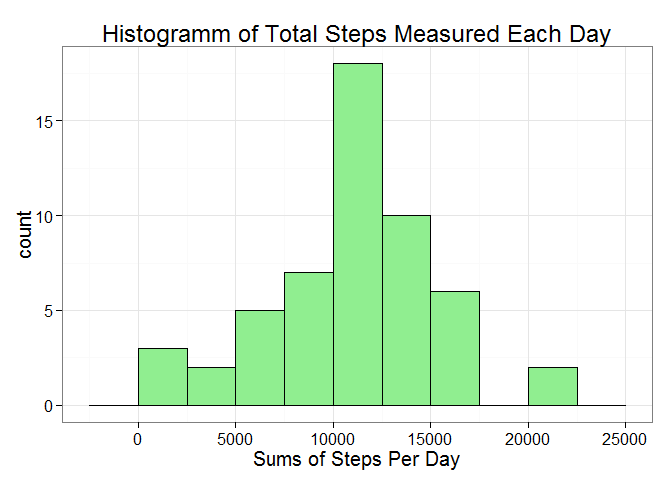 Histogramm of Total Steps Measured Each Day
count
15
10
5
0
0 5000 10000 15000 20000 25000
Sums of Steps Per Day